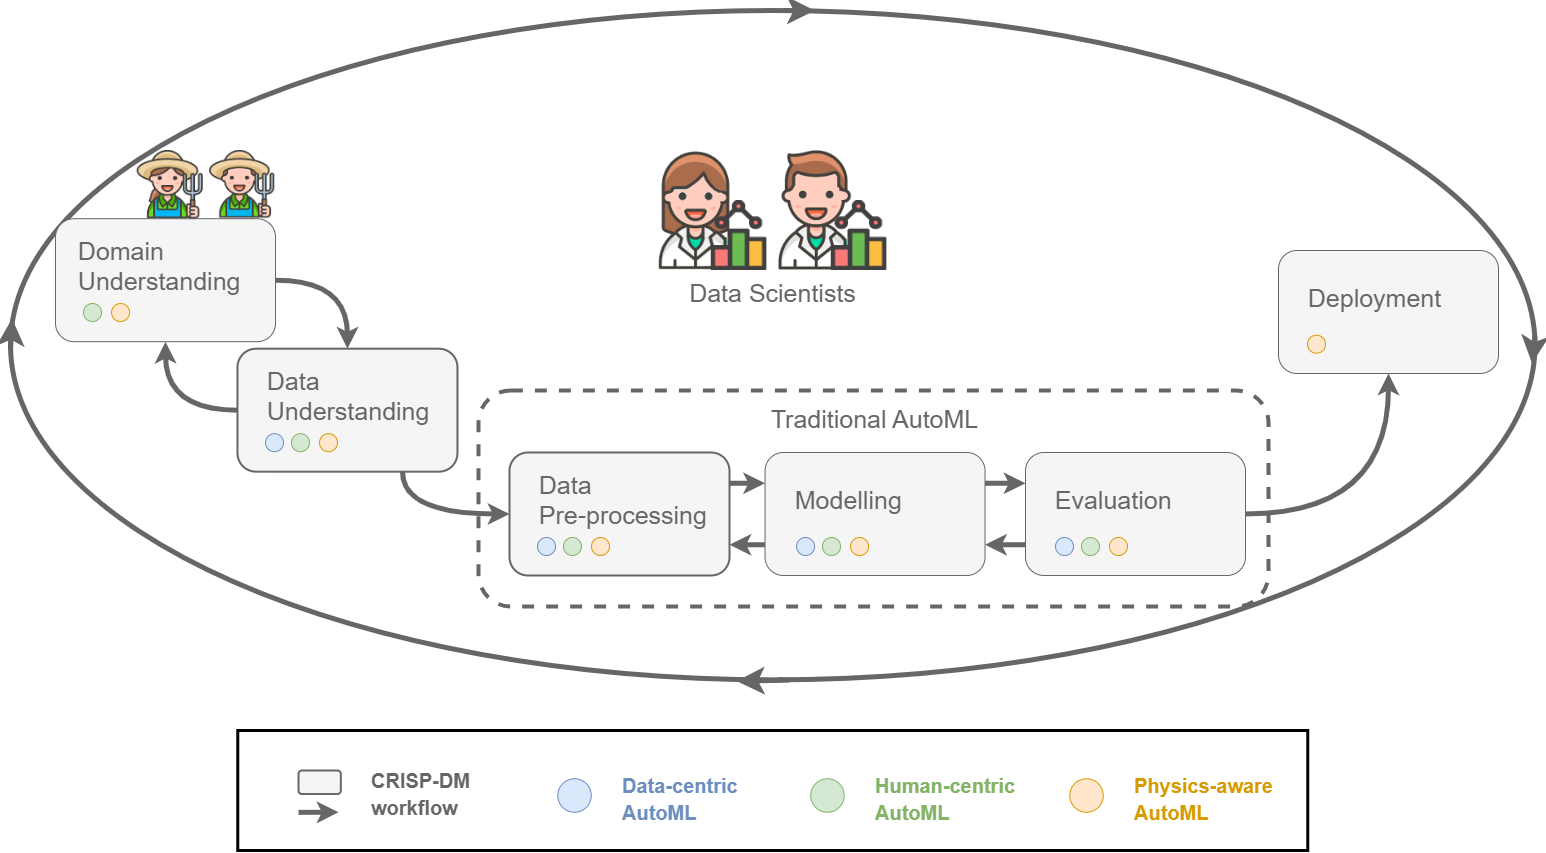 Domain
Understanding
Data
Understanding
Data Scientists
Deployment
Traditional AutoML
Data
Pre-processing
Modelling
Evaluation
CRISP-DM
workflow
Data-centric
AutoML
Human-centric
AutoML
Physics-aware
AutoML